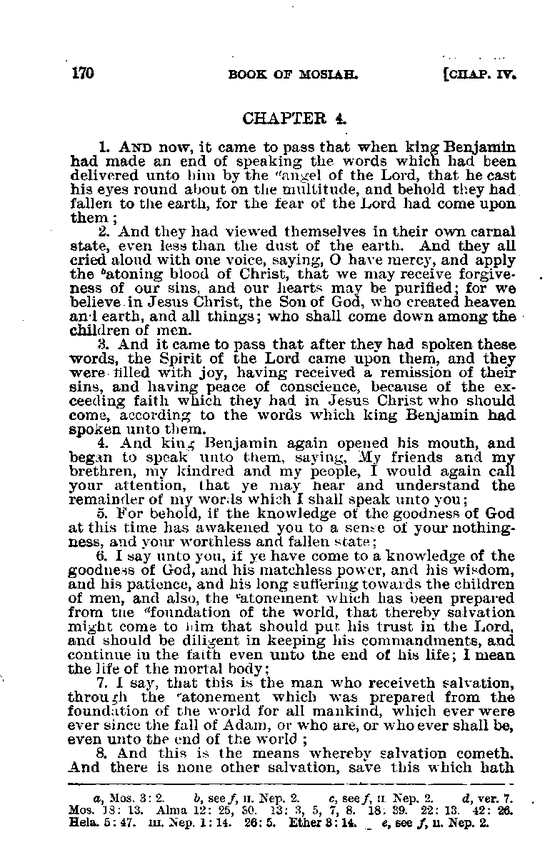 170 BOOK OF MOSIAH. [CHAP. IV.
CHAPTER 4.
1. AND now, it came to pass that when king Benjamin
had made an end of speaking the words which had been
delivered unto him by the "angel of the Lord, that he cast
his eyes round about on the multitude, and behold they had
fallen to the earth, for the fear of the Lord had come upon
them;
2. And they had viewed themselves in their own carnal
state, even less than the dust of the earth. And they all
cried aloud with one voice, saying, O have mercy, and apply
the ᵇatoning blood of Christ, that we may receive forgive-
ness of our sins, and our hearts may be purified; for we
believe in Jesus Christ, the Son of God, who created heaven
and earth, and all things; who shall come down among the
children of men.
3. And it came to pass that after they had spoken these
words, the Spirit of the Lord came upon them, and they
were filled with joy, having received a remission of their
sins, and having peace of conscience, because of the ex-
ceeding faith which they had in Jesus Christ who should
come, according to the words which king Benjamin had
spoken unto them.
4. And king Benjamin again opened his mouth, and
began to speak unto them, saying, My friends and my
brethren, my kindred and my people, I would again call
your attention, that ye may hear and understand the
remainder of my words which I shall speak unto you;
5. For behold, if the knowledge of the goodness of God
at this time has awakened you to a sense of your nothing-
ness, and your worthless and fallen state;
6. I say unto you, if ye have come to a knowledge of the
goodness of God, and his matchless power, and his wisdom,
and his patience, and his long suffering towards the children
of men, and also, the ᶜatonement which has been prepared
from the ᵈfoundation of the world, that thereby salvation
might come to him that should put his trust in the Lord,
and should be diligent in keeping his commandments, and
continue in the faith even unto the end of his life; I mean
the life of the mortal body;
7. I say, that this is the man who receiveth salvation,
through the ᵉatonement which was prepared from the
foundation of the world for all mankind, which ever were
ever since the fall of Adam, or who are, or who ever shall be,
even unto the end of the world;
8. And this is the means whereby salvation cometh.
And there is none other salvation, save this which hath
a, Mos. 3: 2. b, see f, II. Nep. 2. c, see f, II. Nep. 2. d, ver. 7.
Mos. 18: 13. Alma 12: 25, 30. 13: 3, 5, 7, 8. 18: 39. 22: 13. 42: 26.
Hela. 5: 47. III. Nep. 1: 14. 26: 5. Ether 3: 14. e, see f, II. Nep. 2.